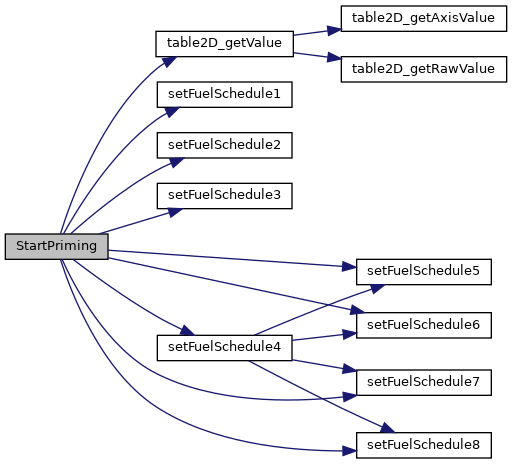 table2D_getAxisValue
table2D_getValue
table2D_getRawValue
setFuelSchedule1
setFuelSchedule2
setFuelSchedule3
StartPriming
setFuelSchedule5
setFuelSchedule6
setFuelSchedule4
setFuelSchedule7
setFuelSchedule8